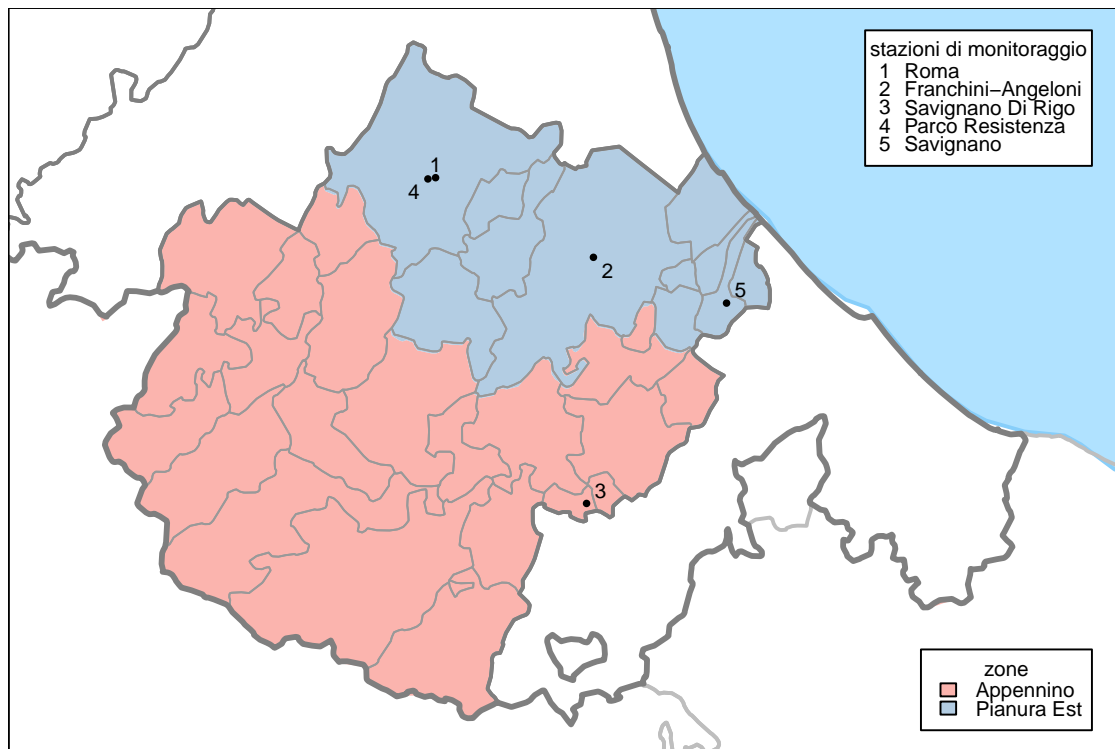 stazioni di monitoraggio
1 Roma
2 Franchini−Angeloni
3 Savignano Di Rigo
4 Parco Resistenza
5 Savignano
1
4
2
5
3
zone
Appennino
Pianura Est